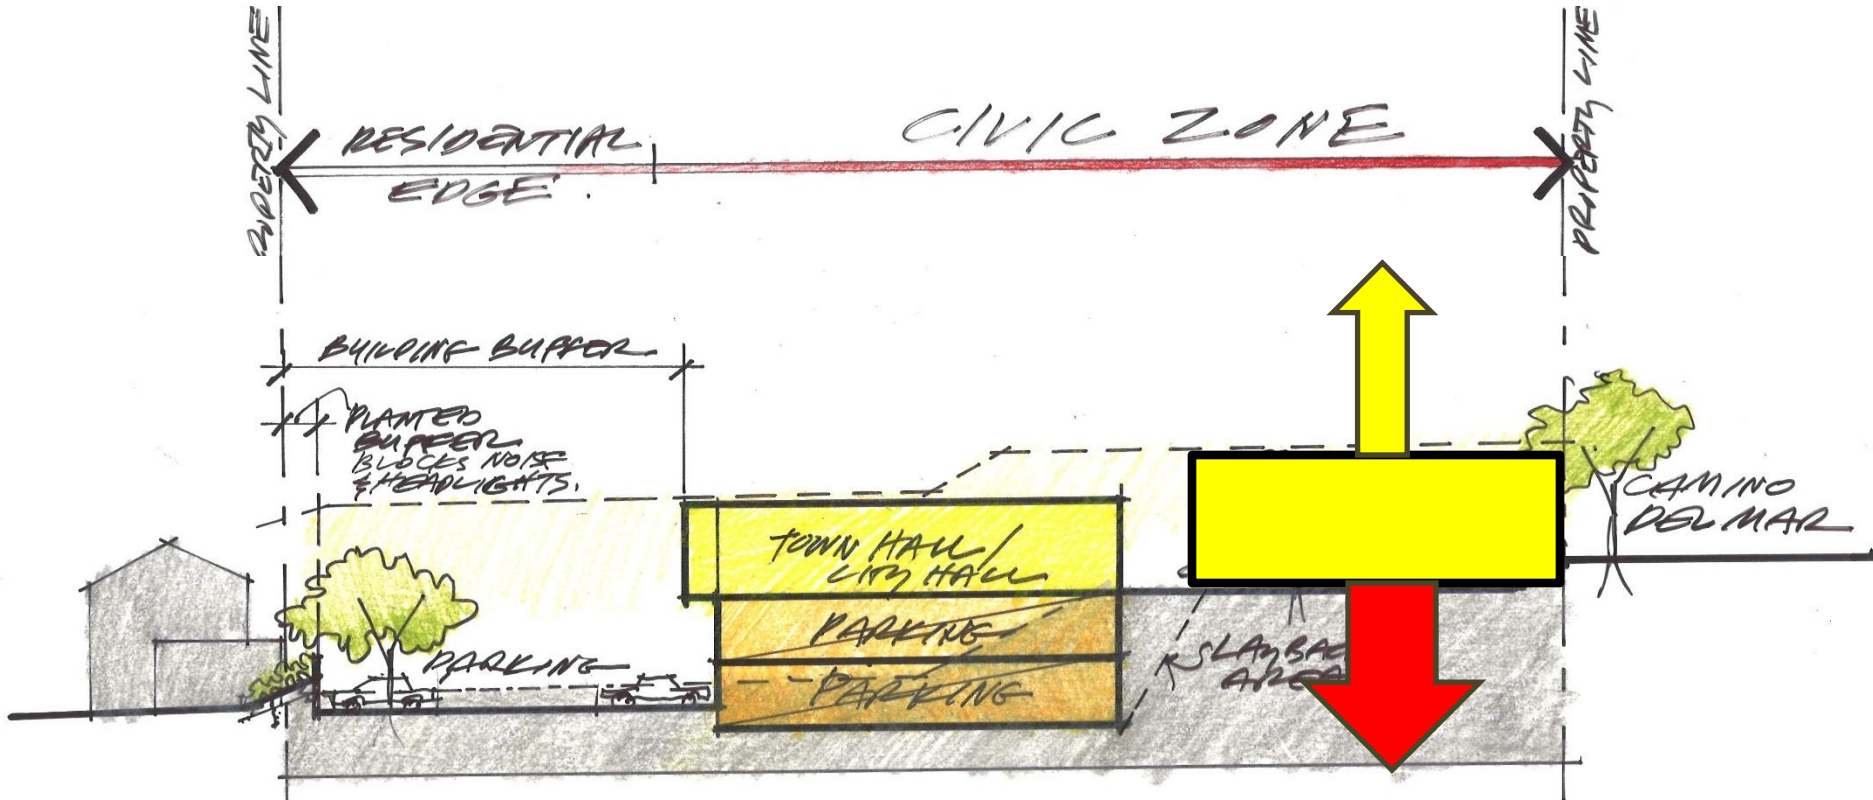 PROPERTY LINE
RESIDENTIAL
EDGE.
CIVIC ZONE
PROPERTY LINE
BUILDING BUFFER
PLANTED
BUFFER
BLOCKS NOISE
& HEADLIGHTS.
TOWN HALL/
CITY HALL
CAMINO
DEL MAR
PARKING
PARKING
PARKING
AREA